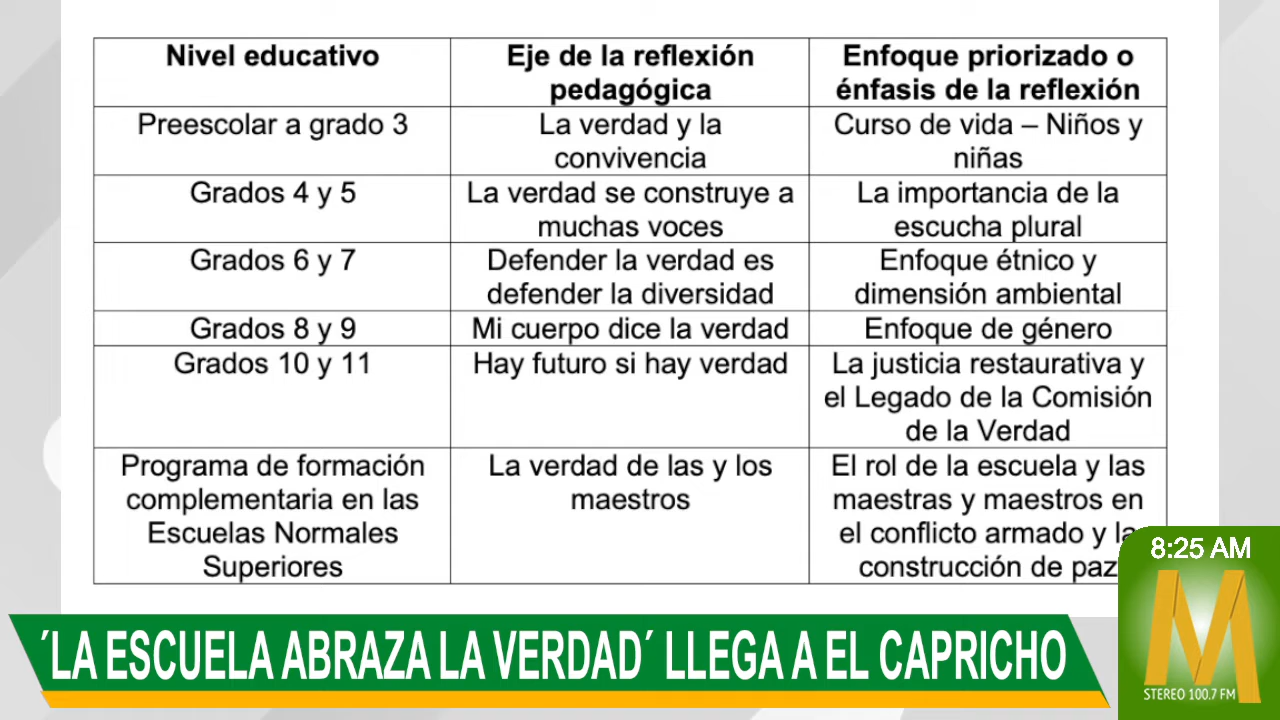 Nivel educativo
Eje de la reflexión
pedagógica
Enfoque priorizado o
énfasis de la reflexión
Preescolar a grado 3
La verdad y la
convivencia
Curso de vida – Niños y
niñas
Grados 4 y 5
La verdad se construye a
muchas voces
La importancia de la
escucha plural
Grados 6 y 7
Defender la verdad es
defender la diversidad
Enfoque étnico y
dimensión ambiental
Grados 8 y 9
Mi cuerpo dice la verdad
Enfoque de género
Grados 10 y 11
Hay futuro si hay verdad
La justicia restaurativa y
el Legado de la Comisión
de la Verdad
Programa de formación
complementaria en las
Escuelas Normales
Superiores
La verdad de las y los
maestros
El rol de la escuela y las
maestras y maestros en
el conflicto armado y la
construcción de paz
8:25 AM
M
STEREO 100.7 FM
´LA ESCUELA ABRAZA LA VERDAD´ LLEGA A EL CAPRICHO